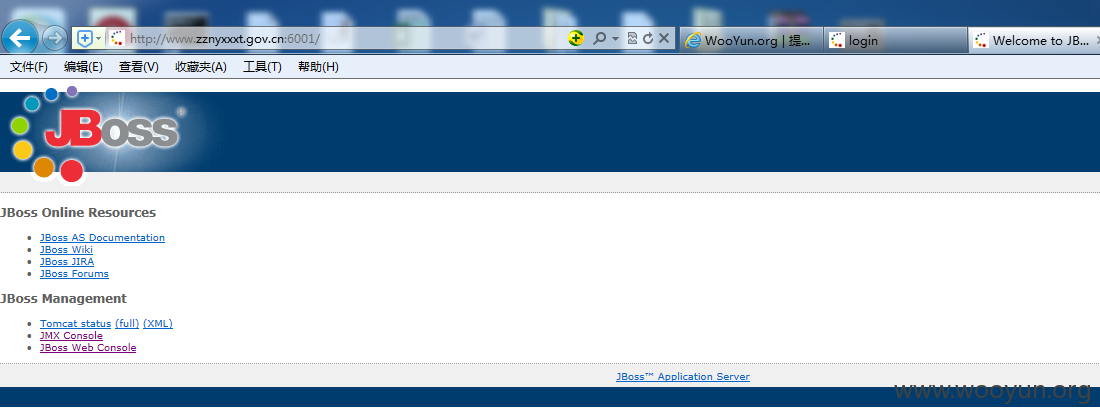 http://www.zznyxxxt.gov.cn:6001/
WooYun.org | 提...
login
Welcome to JB...
文件(F) 编辑(E) 查看(V) 收藏夹(A) 工具(T) 帮助(H)
JBoss®
JBoss Online Resources
JBoss AS Documentation
JBoss Wiki
JBoss JIRA
JBoss Forums
JBoss Management
Tomcat status (full) (XML)
JMX Console
JBoss Web Console
JBoss™ Application Server
www.wooyun.org